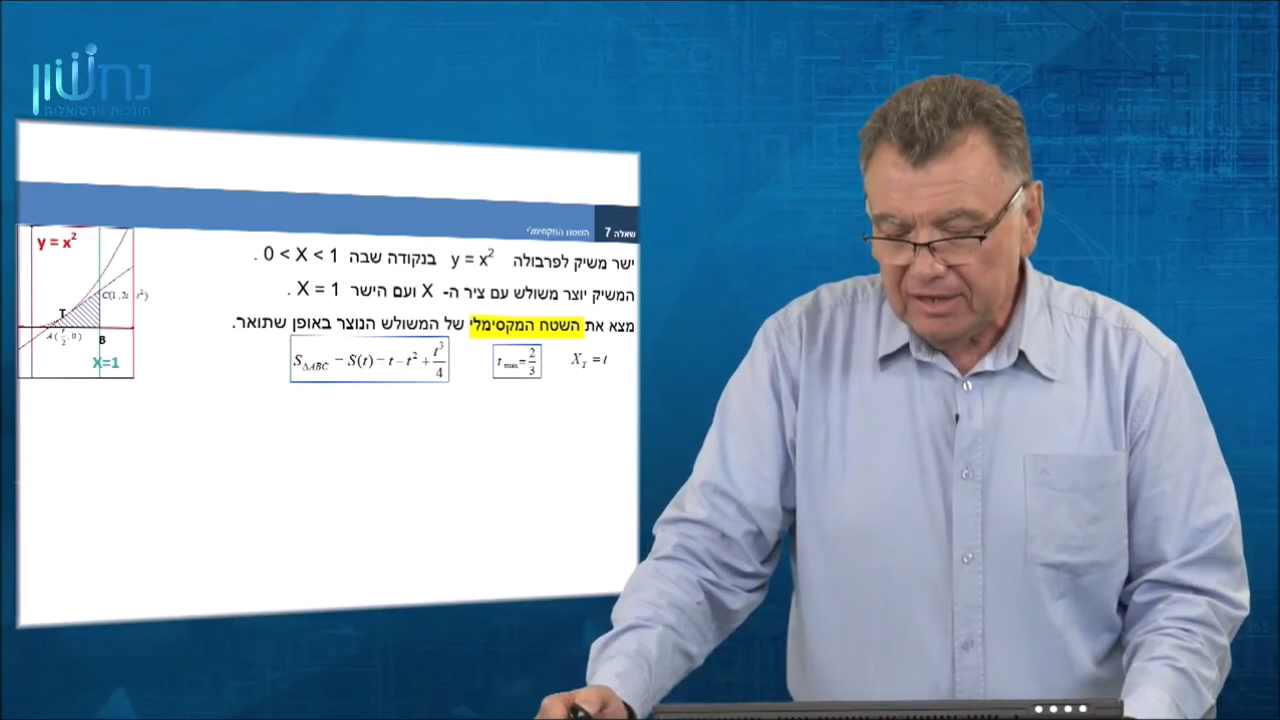 נחשון
חונכות וירטואלית
שאלה 7 השטח המקסימלי
ישר משיק לפרבולה y = x² בנקודה שבה 0 < X < 1 .
המשיק יוצר משולש עם ציר ה- X ועם הישר X = 1 .
מצא את השטח המקסימלי של המשולש הנוצר באופן שתואר.
X_T = t
t_max = 2/3
S_ΔABC = S(t) = t − t² + t³/4
y = x²
C(1, 2t − t²)
T
A(t/2, 0)
B
X=1